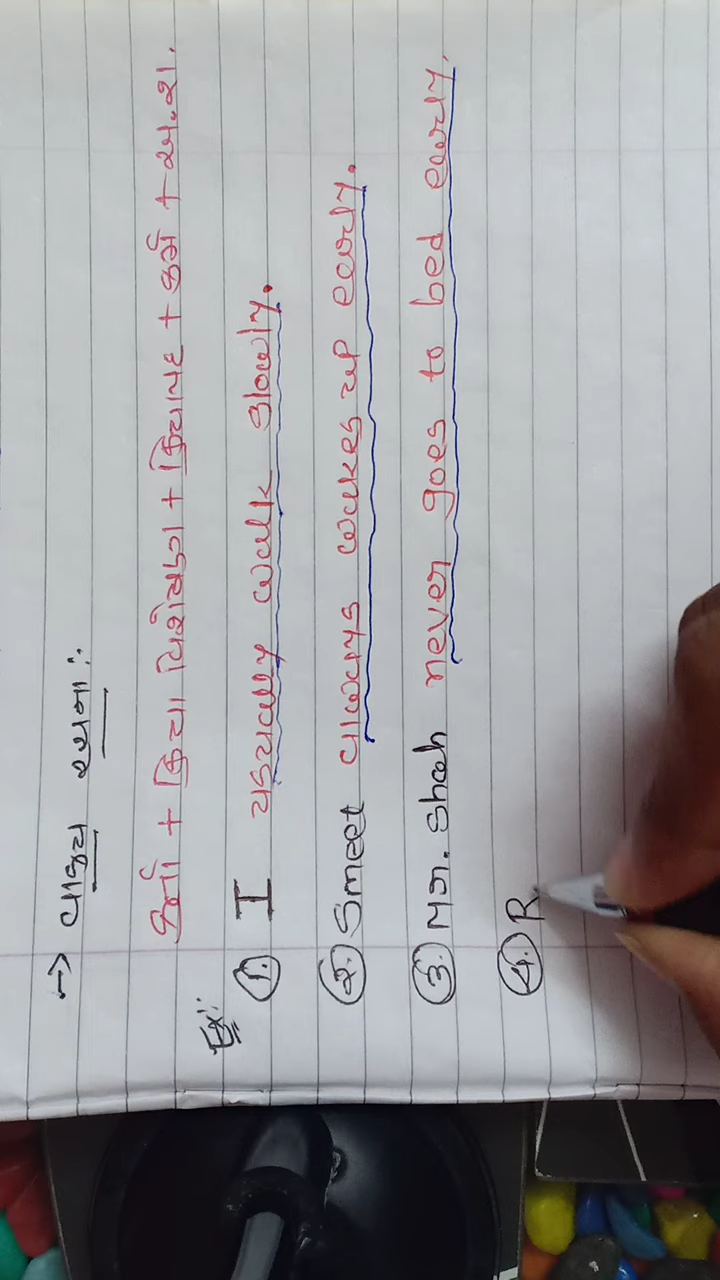 → વાક્ય રચના :-
કર્તા + ક્રિયા વિશેષણ + ક્રિયાપદ + કર્મ + અ.શ.
Ex:-
1. I usually walk slowly.
2. Smeet always wakes up early.
3. Mr. Shah never goes to bed early.
4. R